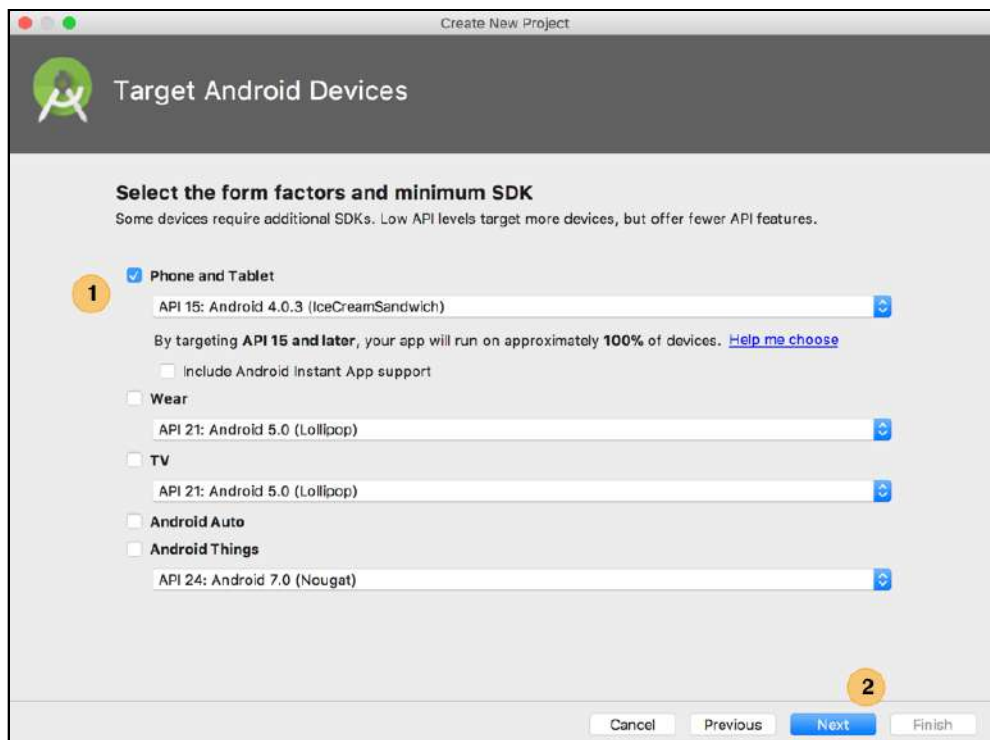 Create New Project
Target Android Devices
Select the form factors and minimum SDK
Some devices require additional SDKs. Low API levels target more devices, but offer fewer API features.
Phone and Tablet
1
API 15: Android 4.0.3 (IceCreamSandwich)
By targeting API 15 and later, your app will run on approximately 100% of devices. Help me choose
Include Android Instant App support
Wear
API 21: Android 5.0 (Lollipop)
TV
API 21: Android 5.0 (Lollipop)
Android Auto
Android Things
API 24: Android 7.0 (Nougat)
2
Cancel Previous Next Finish